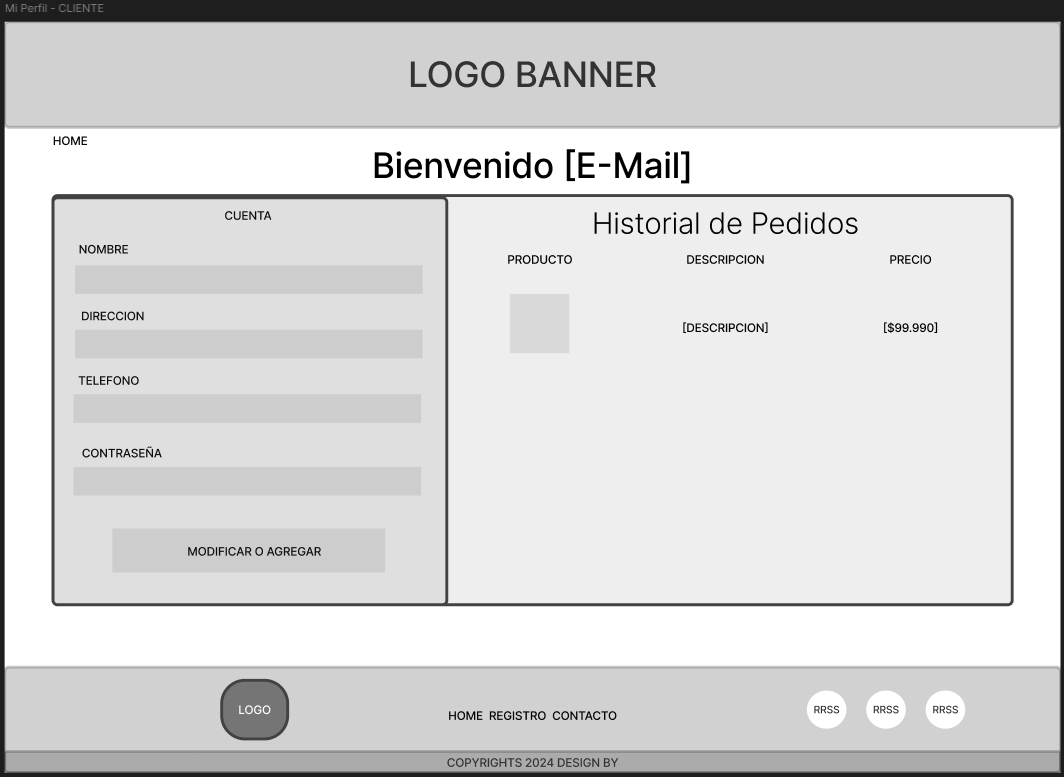 Mi Perfil - CLIENTE
LOGO BANNER
HOME
Bienvenido [E-Mail]
CUENTA
NOMBRE
DIRECCION
TELEFONO
CONTRASEÑA
MODIFICAR O AGREGAR
Historial de Pedidos
PRODUCTO DESCRIPCION PRECIO
[DESCRIPCION] [$99.990]
LOGO
HOME REGISTRO CONTACTO
RRSS RRSS RRSS
COPYRIGHTS 2024 DESIGN BY